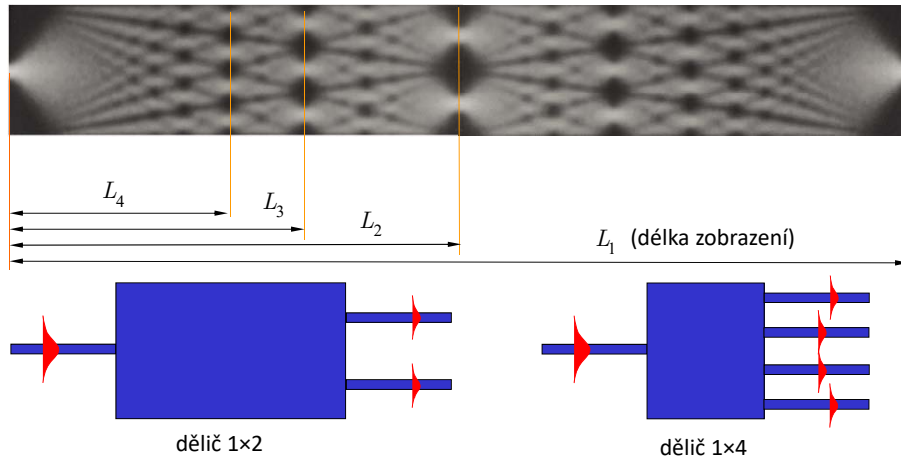 L4
L3
L2
L1 (délka zobrazení)
dělič 1×2
dělič 1×4